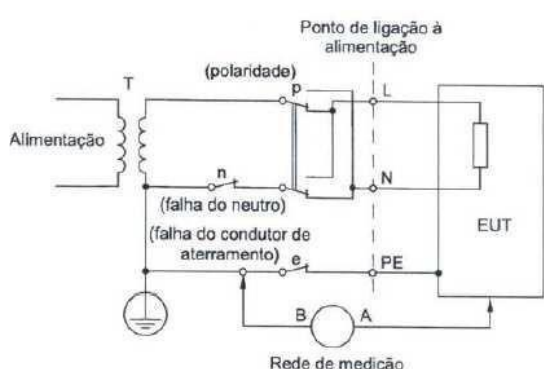 Ponto de ligação à
alimentação
T
(polaridade)
p
L
Alimentação
n
N
(falha do neutro)
EUT
(falha do condutor de
aterramento)
e
PE
B
A
Rede de medição